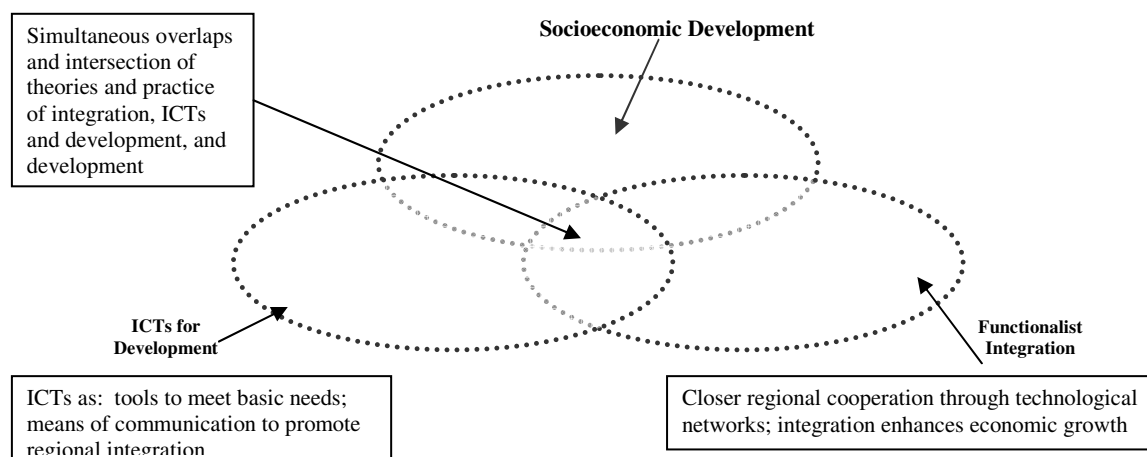 Simultaneous overlaps
and intersection of
theories and practice
of integration, ICTs
and development, and
development
Socioeconomic Development
ICTs for
Development
Functionalist
Integration
ICTs as: tools to meet basic needs;
means of communication to promote
regional integration
Closer regional cooperation through technological
networks; integration enhances economic growth